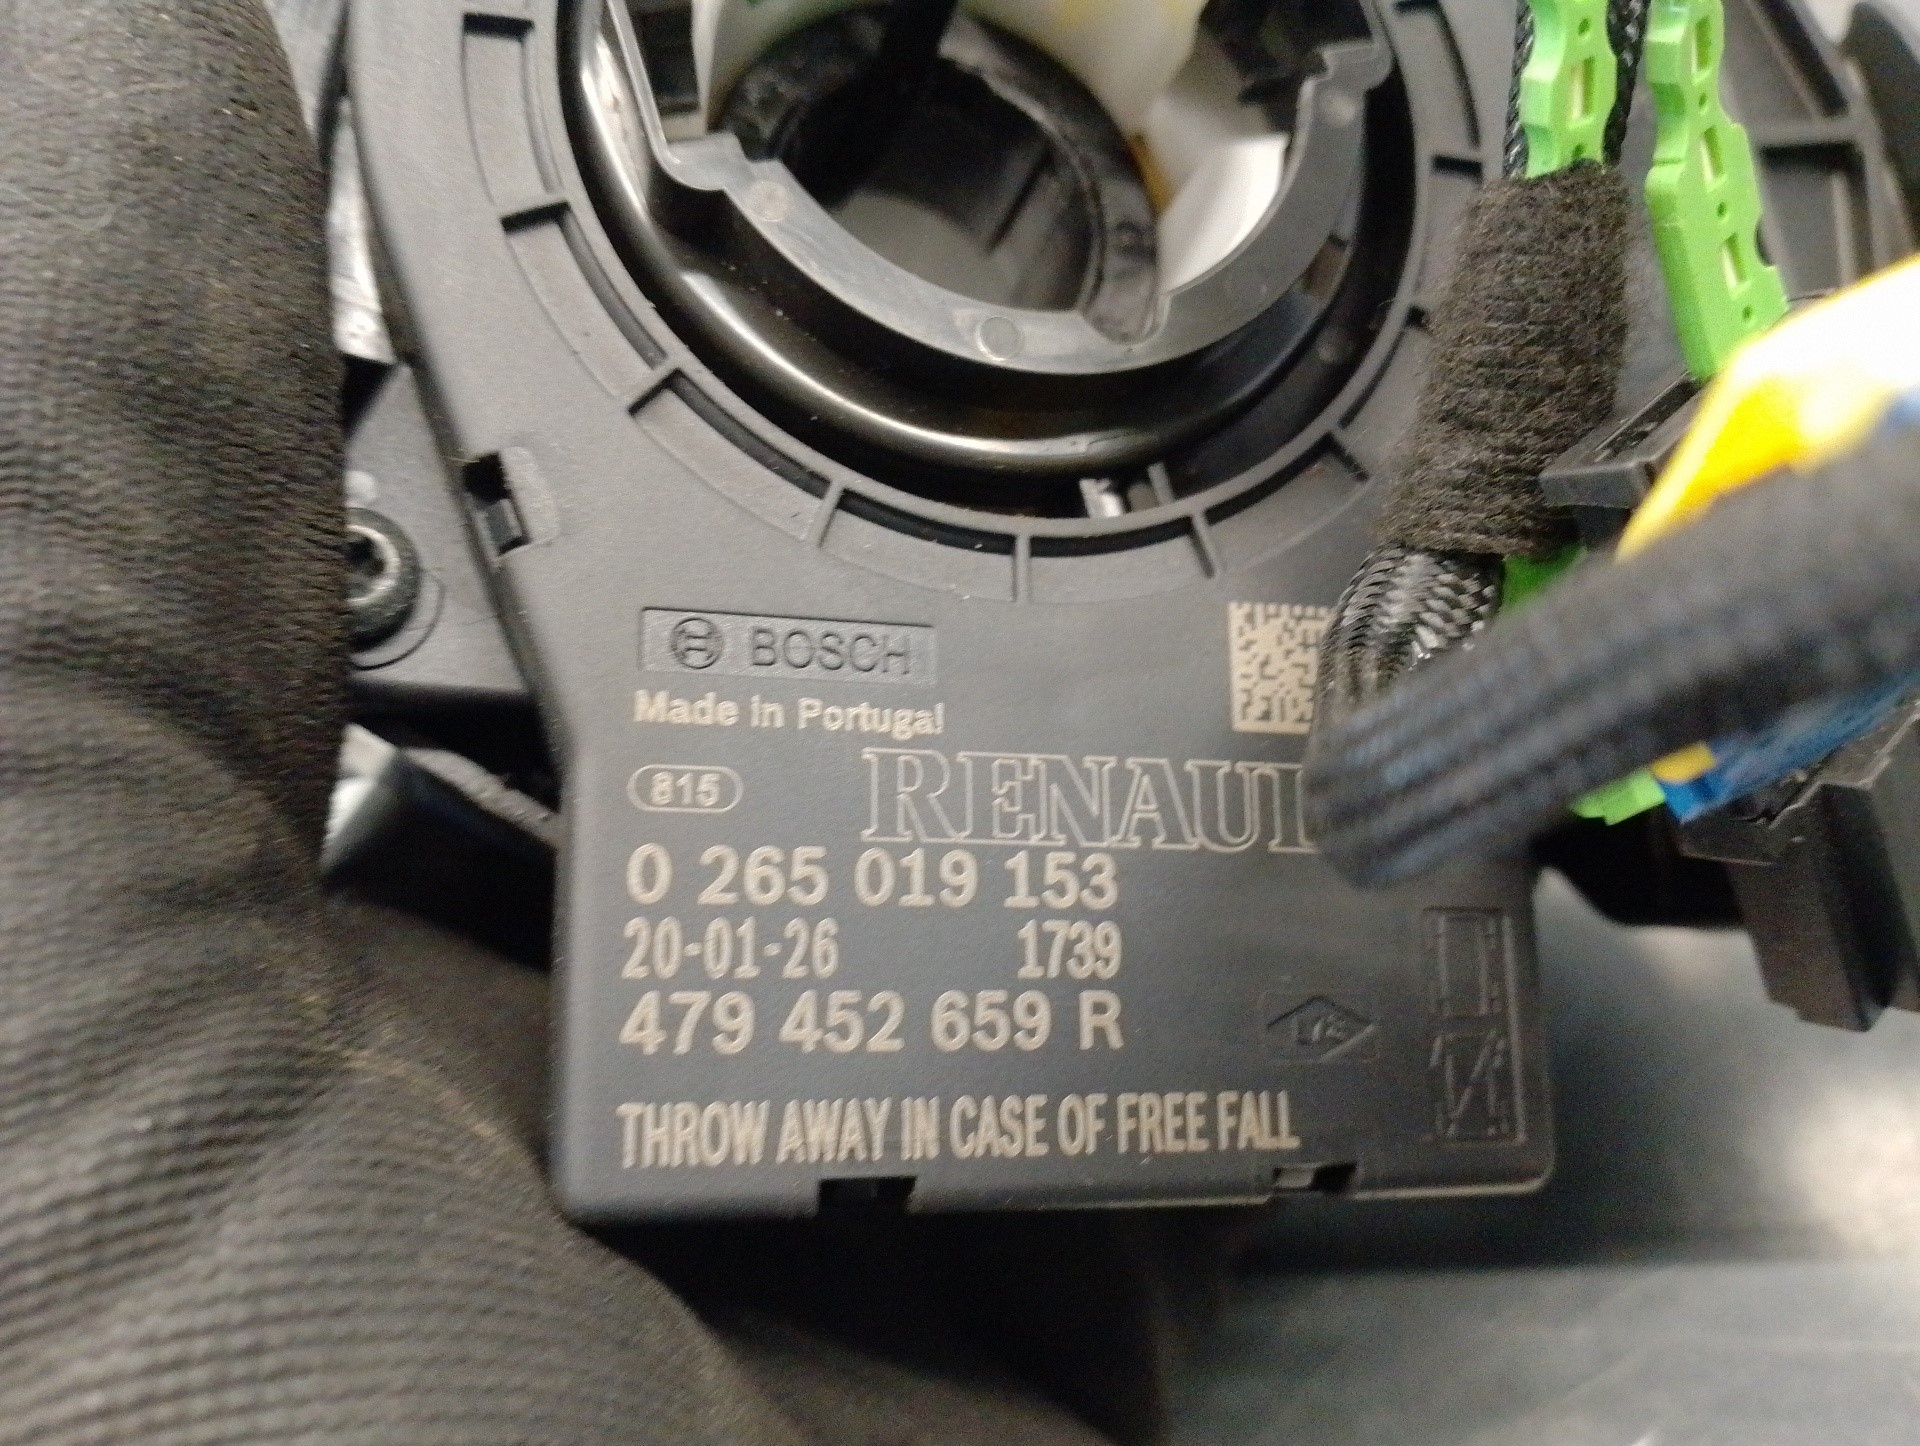 BOSCH
Made in Portugal
815
RENAUL
0 265 019 153
20-01-26 1739
479 452 659 R
THROW AWAY IN CASE OF FREE FALL